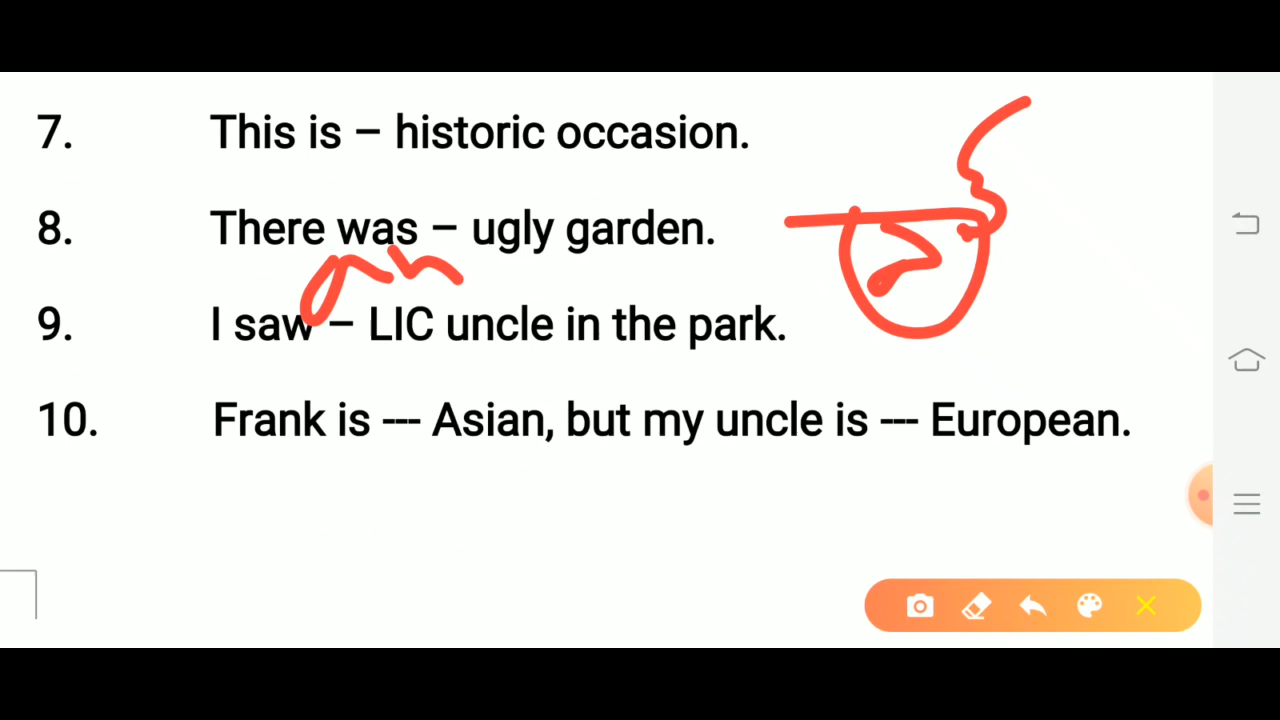 7. This is – historic occasion.
8. There was – ugly garden.
an
9. I saw – LIC uncle in the park.
10. Frank is --- Asian, but my uncle is --- European.